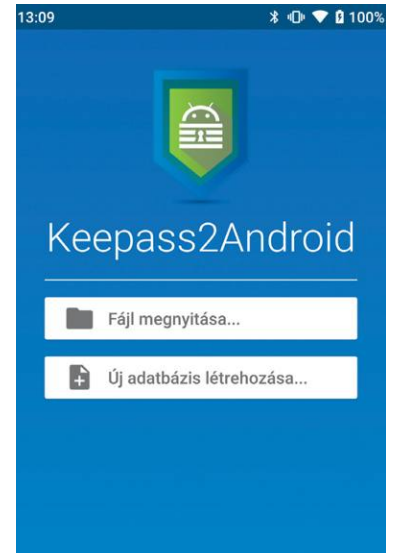 13:09
100%
Keepass2Android
Fájl megnyitása...
Új adatbázis létrehozása...